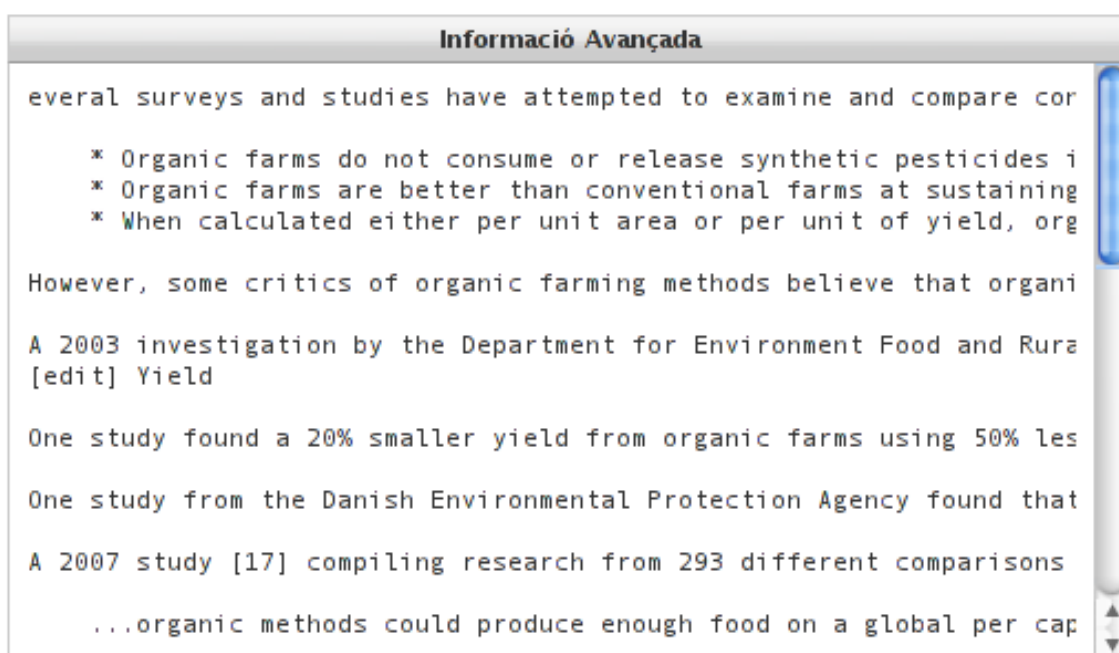 Informació Avançada
everal surveys and studies have attempted to examine and compare cor
* Organic farms do not consume or release synthetic pesticides i
* Organic farms are better than conventional farms at sustaining
* When calculated either per unit area or per unit of yield, org
However, some critics of organic farming methods believe that organi
A 2003 investigation by the Department for Environment Food and Rura
[edit] Yield
One study found a 20% smaller yield from organic farms using 50% les
One study from the Danish Environmental Protection Agency found that
A 2007 study [17] compiling research from 293 different comparisons
...organic methods could produce enough food on a global per cap